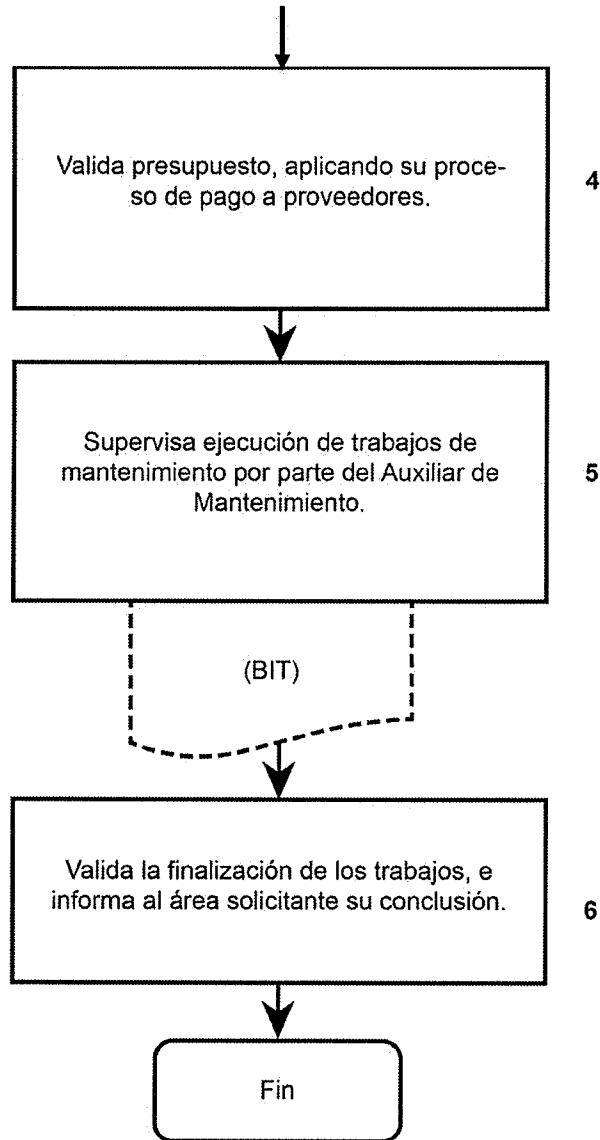 Valida presupuesto, aplicando su proce-
so de pago a proveedores.
4
Supervisa ejecución de trabajos de
mantenimiento por parte del Auxiliar de
Mantenimiento.
5
(BIT)
Valida la finalización de los trabajos, e
informa al área solicitante su conclusión.
6
Fin